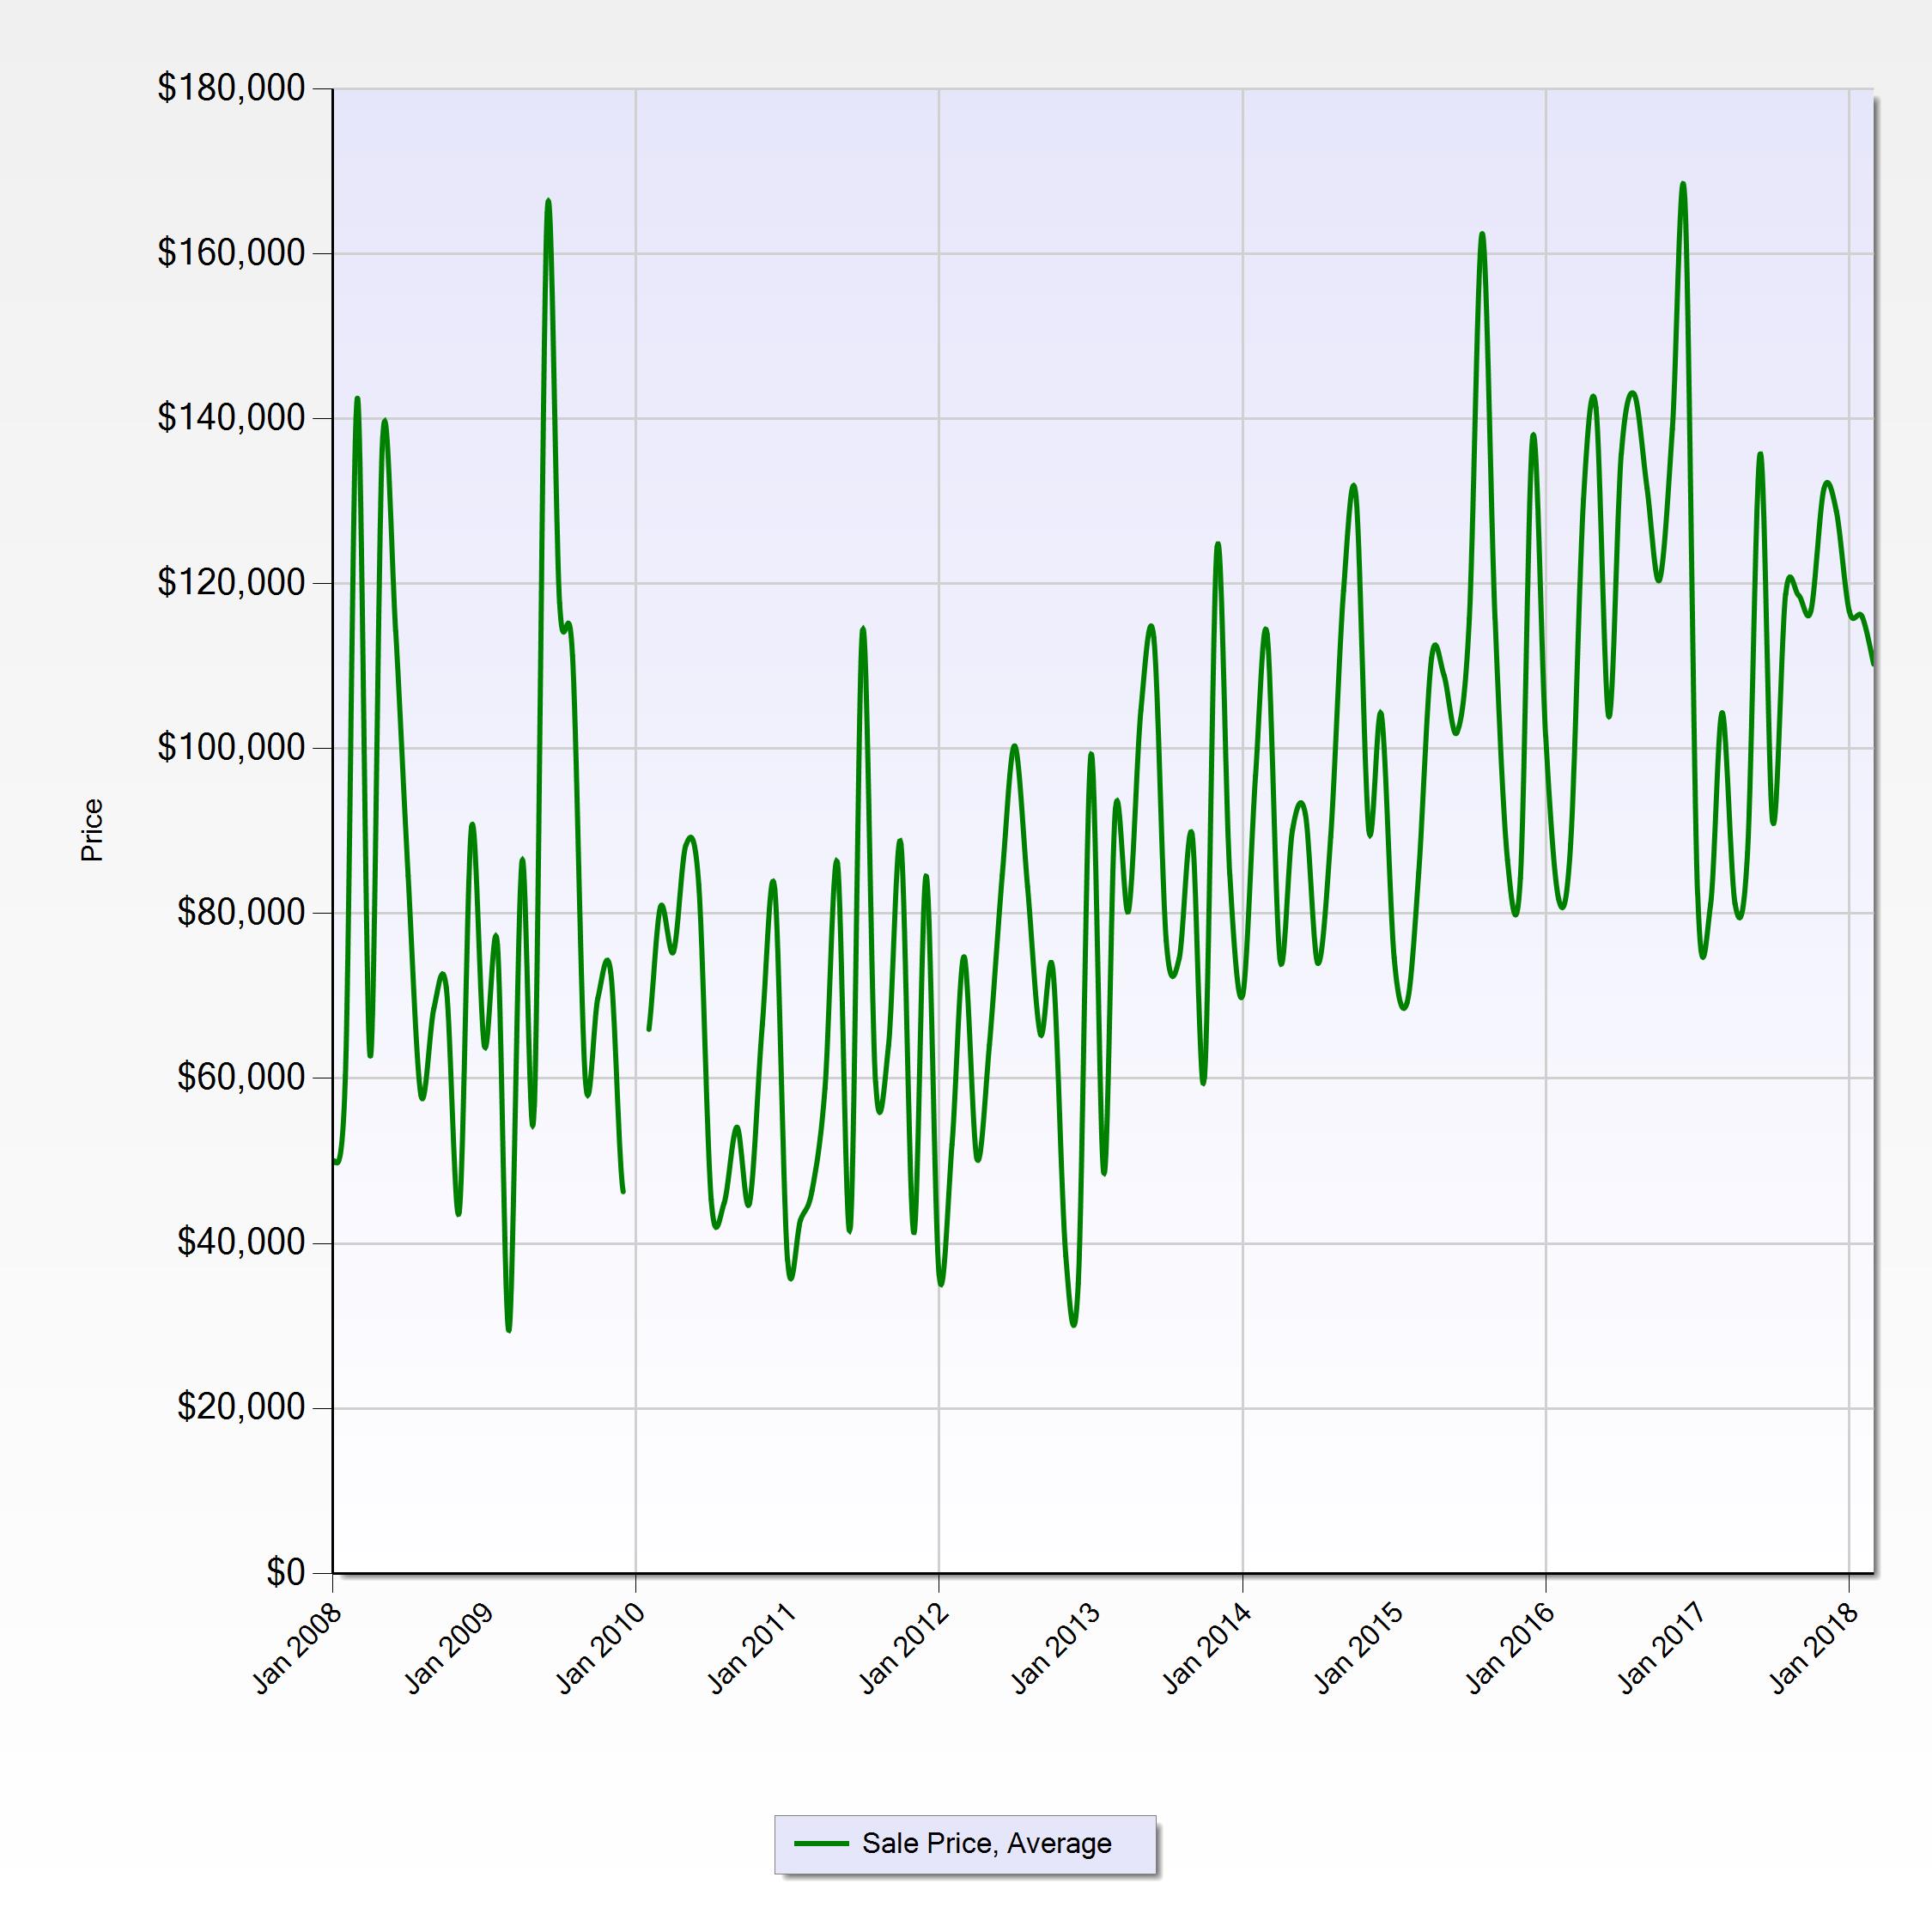 $180,000
$160,000
$140,000
$120,000
$100,000
$80,000
$60,000
$40,000
$20,000
$0
Price
Jan 2008
Jan 2009
Jan 2010
Jan 2011
Jan 2012
Jan 2013
Jan 2014
Jan 2015
Jan 2016
Jan 2017
Jan 2018
Sale Price, Average